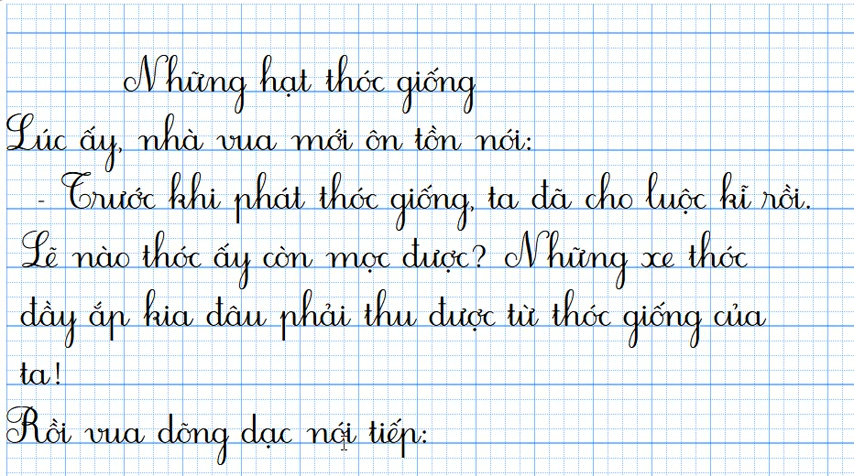 Những hạt thóc giống
Lúc ấy, nhà vua mới ôn tồn nói:
- Trước khi phát thóc giống, ta đã cho luộc kĩ rồi.
Lẽ nào thóc ấy còn mọc được? Những xe thóc
đầy ắp kia đâu phải thu được từ thóc giống của
ta!
Rồi vua dõng dạc nói tiếp: